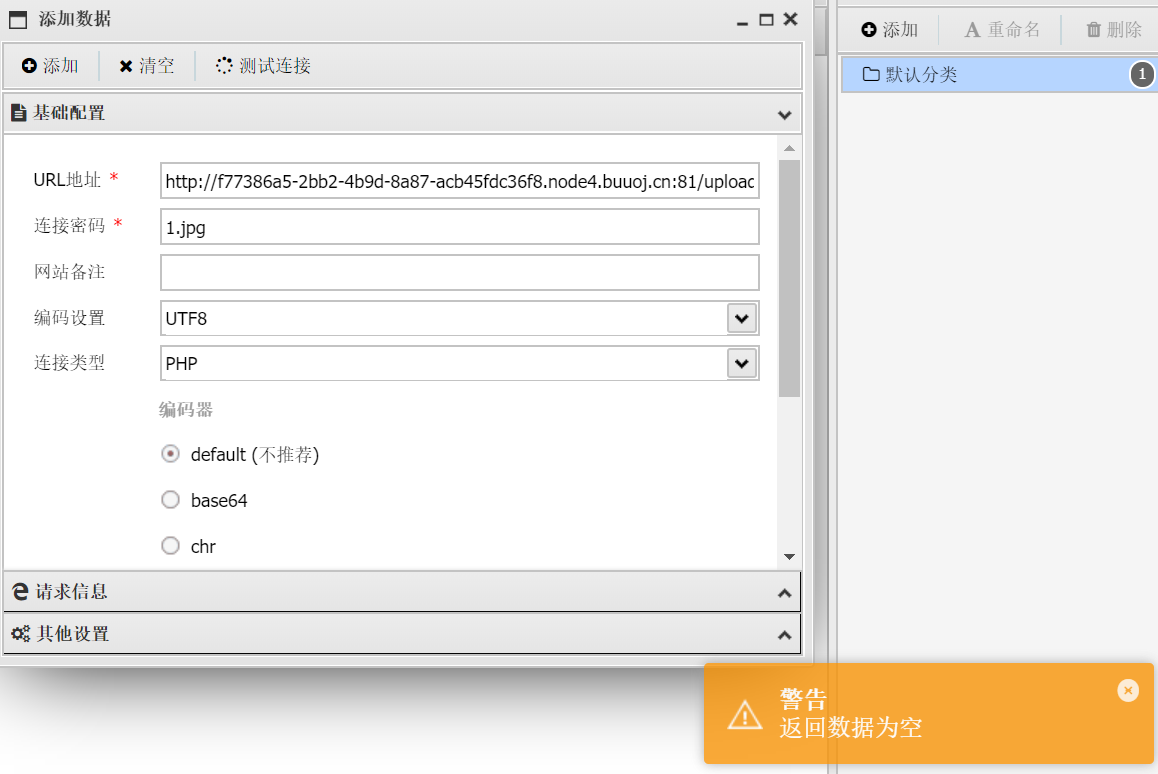 添加数据
添加 清空 测试连接
基础配置
URL地址 *
http://f77386a5-2bb2-4b9d-8a87-acb45fdc36f8.node4.buuoj.cn:81/upload
连接密码 *
1.jpg
网站备注
编码设置
UTF8
连接类型
PHP
编码器
default (不推荐)
base64
chr
请求信息
其他设置
添加 A 重命名 删除
默认分类 1
警告
返回数据为空